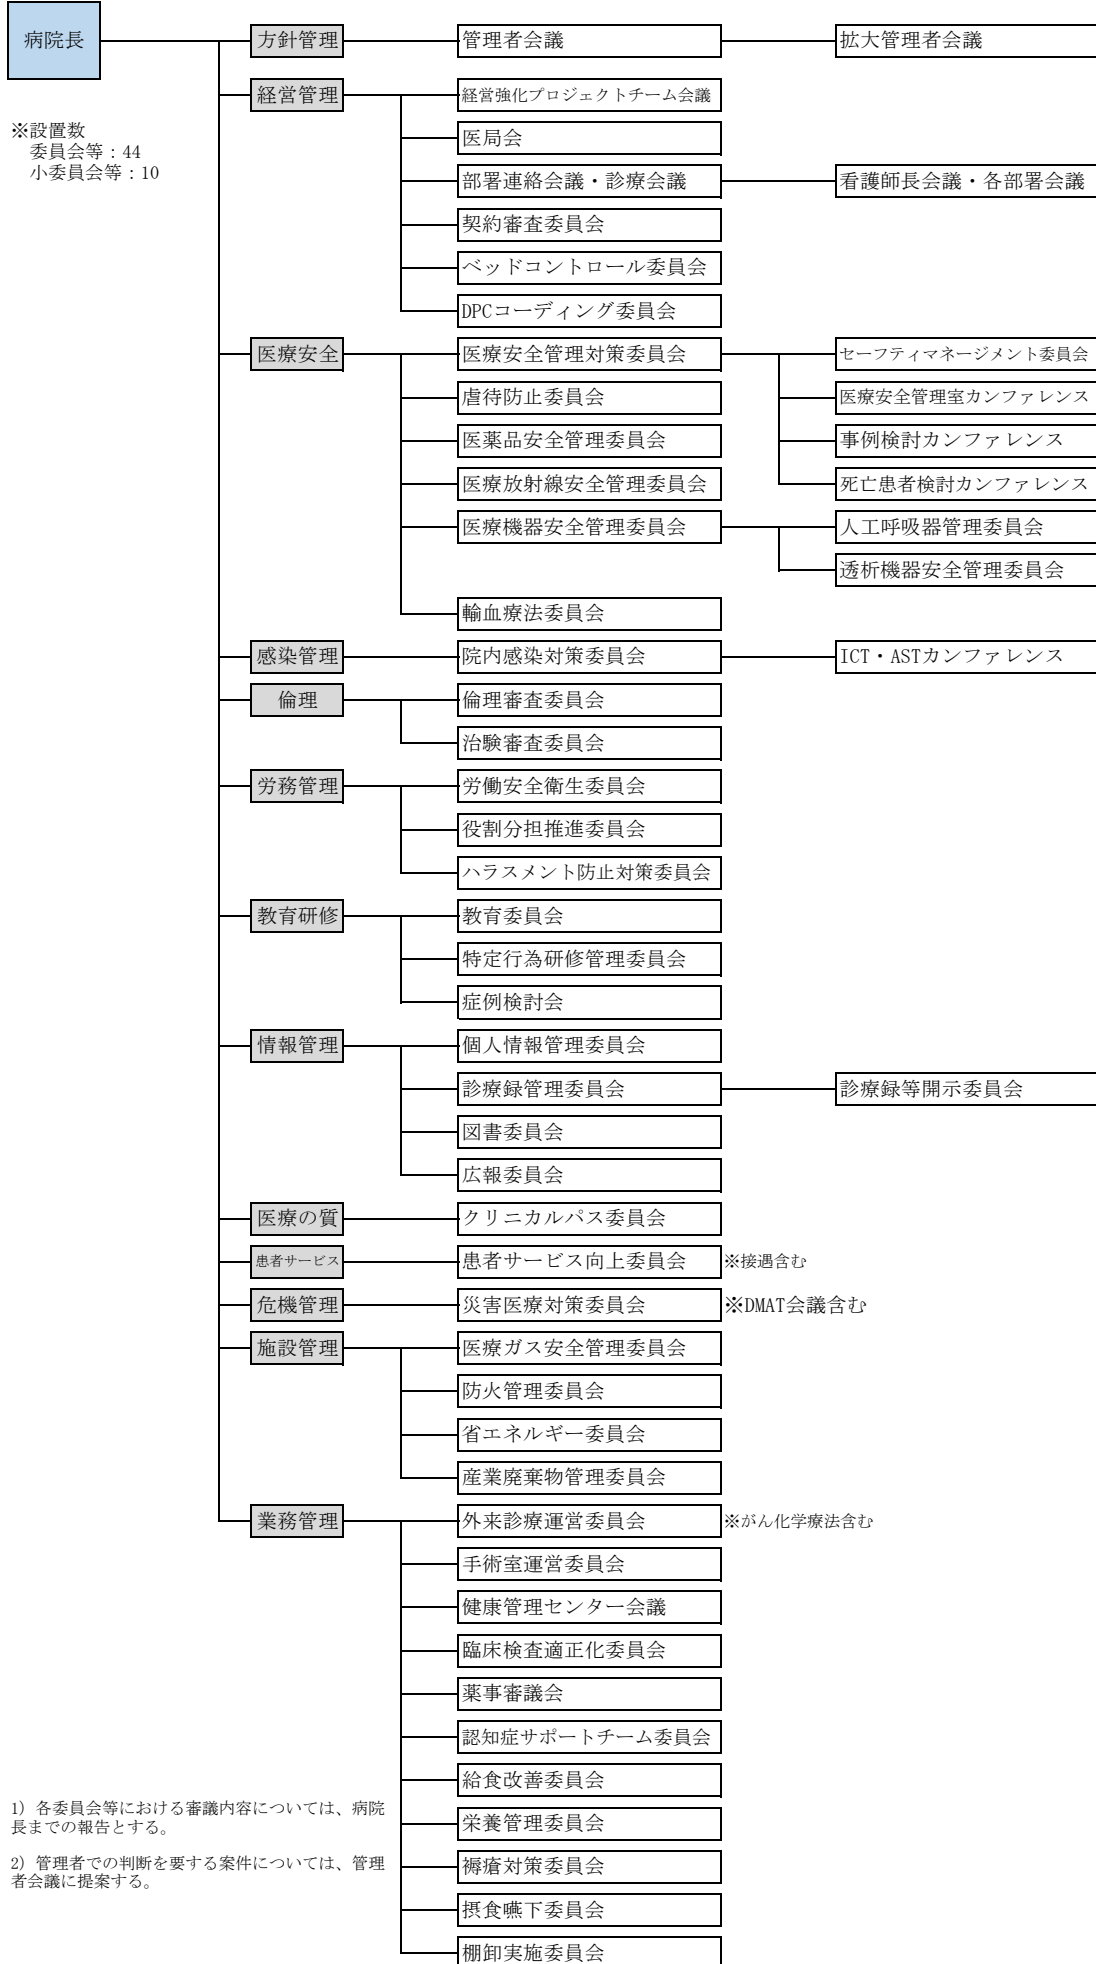 病院長
方針管理
管理者会議
拡大管理者会議
経営管理
経営強化プロジェクトチーム会議
※設置数
委員会等：44
小委員会等：10
医局会
部署連絡会議・診療会議
看護師長会議・各部署会議
契約審査委員会
ベッドコントロール委員会
DPCコーディング委員会
医療安全
医療安全管理対策委員会
セーフティマネージメント委員会
虐待防止委員会
医療安全管理室カンファレンス
医薬品安全管理委員会
事例検討カンファレンス
医療放射線安全管理委員会
死亡患者検討カンファレンス
医療機器安全管理委員会
人工呼吸器管理委員会
透析機器安全管理委員会
輸血療法委員会
感染管理
院内感染対策委員会
ICT・ASTカンファレンス
倫理
倫理審査委員会
治験審査委員会
労務管理
労働安全衛生委員会
役割分担推進委員会
ハラスメント防止対策委員会
教育研修
教育委員会
特定行為研修管理委員会
症例検討会
情報管理
個人情報管理委員会
診療録管理委員会
診療録等開示委員会
図書委員会
広報委員会
医療の質
クリニカルパス委員会
患者サービス
患者サービス向上委員会
※接遇含む
危機管理
災害医療対策委員会
※DMAT会議含む
施設管理
医療ガス安全管理委員会
防火管理委員会
省エネルギー委員会
産業廃棄物管理委員会
業務管理
外来診療運営委員会
※がん化学療法含む
手術室運営委員会
健康管理センター会議
臨床検査適正化委員会
薬事審議会
認知症サポートチーム委員会
給食改善委員会
栄養管理委員会
褥瘡対策委員会
摂食嚥下委員会
棚卸実施委員会
1）各委員会等における審議内容については、病院
長までの報告とする。
2）管理者での判断を要する案件については、管理
者会議に提案する。